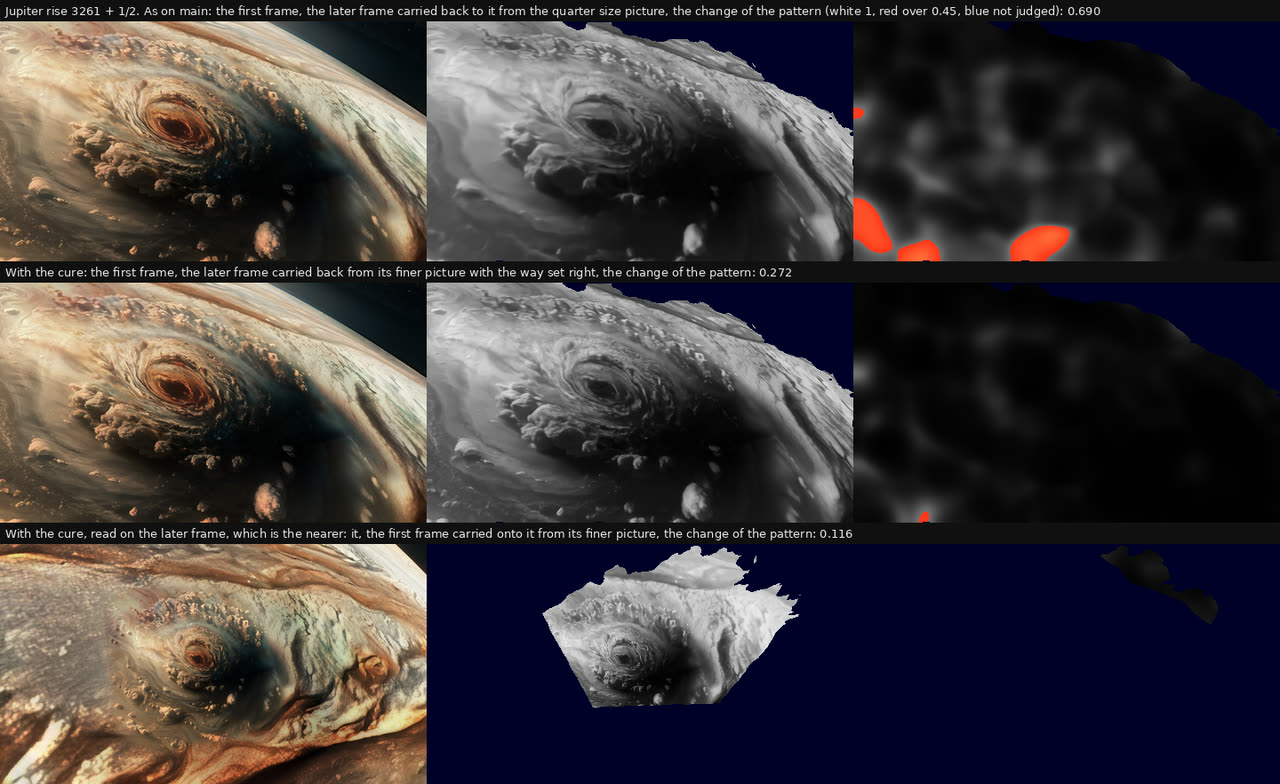 Jupiter rise 3261 + 1/2. As on main: the first frame, the later frame carried back to it from the quarter size picture, the change of the pattern (white 1, red over 0.45, blue not judged): 0.690
With the cure: the first frame, the later frame carried back from its finer picture with the way set right, the change of the pattern: 0.272
With the cure, read on the later frame, which is the nearer: it, the first frame carried onto it from its finer picture, the change of the pattern: 0.116